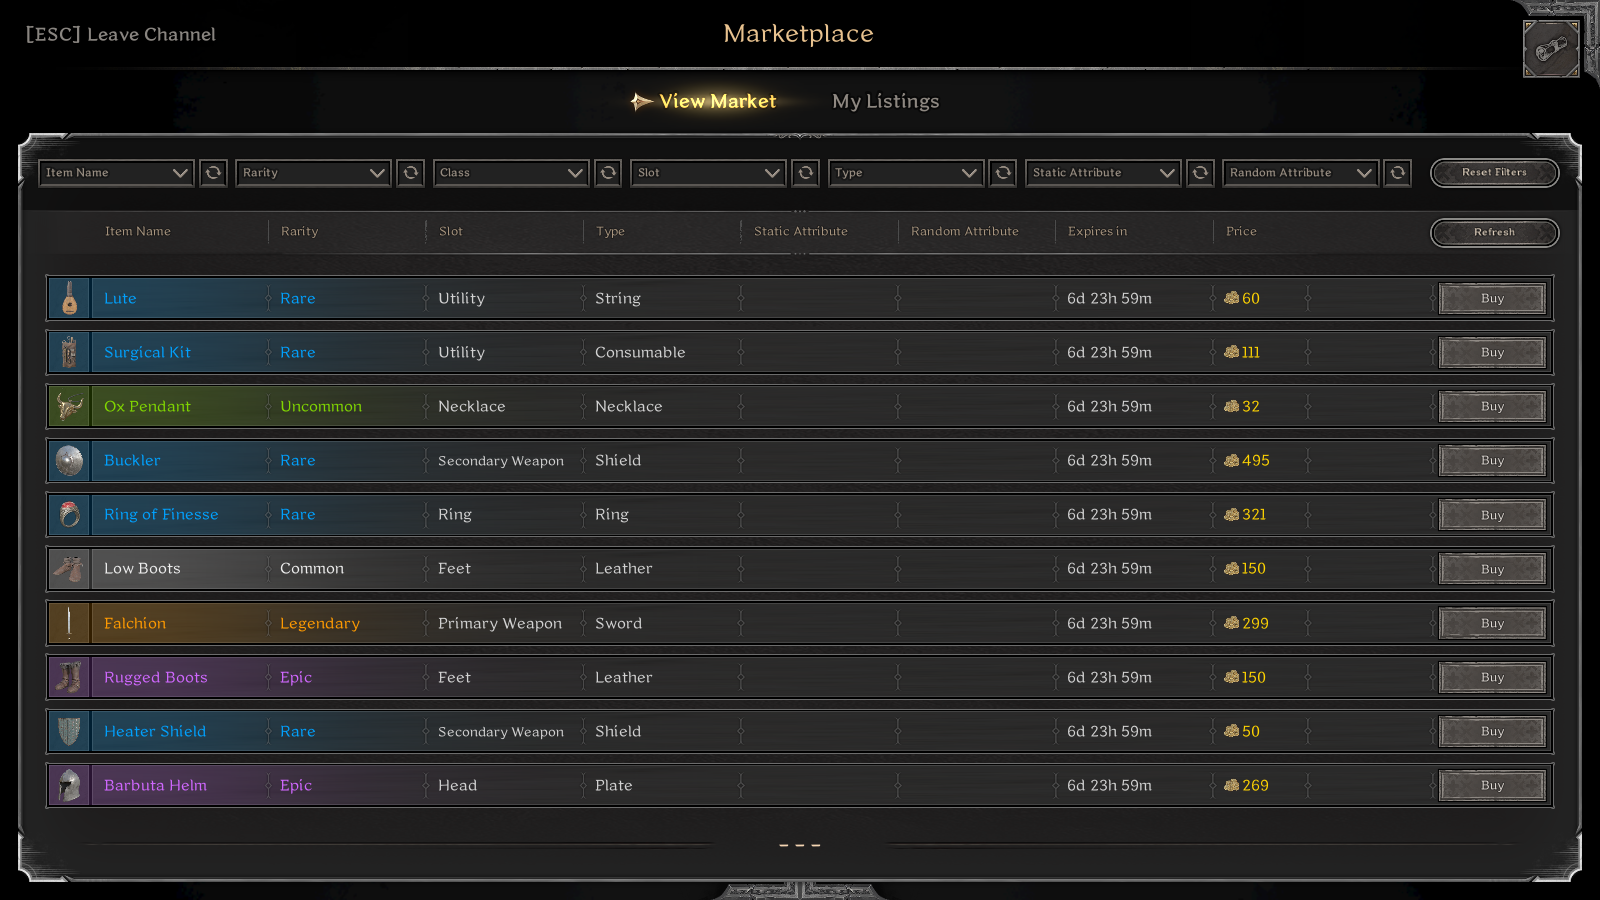 [ESC] Leave Channel
Marketplace
View Market My Listings
Item Name Rarity Class Slot Type Static Attribute Random Attribute Reset Filters
Item Name Rarity Slot Type Static Attribute Random Attribute Expires in Price Refresh
Lute Rare Utility String 6d 23h 59m 60 Buy
Surgical Kit Rare Utility Consumable 6d 23h 59m 111 Buy
Ox Pendant Uncommon Necklace Necklace 6d 23h 59m 32 Buy
Buckler Rare Secondary Weapon Shield 6d 23h 59m 495 Buy
Ring of Finesse Rare Ring Ring 6d 23h 59m 321 Buy
Low Boots Common Feet Leather 6d 23h 59m 150 Buy
Falchion Legendary Primary Weapon Sword 6d 23h 59m 299 Buy
Rugged Boots Epic Feet Leather 6d 23h 59m 150 Buy
Heater Shield Rare Secondary Weapon Shield 6d 23h 59m 50 Buy
Barbuta Helm Epic Head Plate 6d 23h 59m 269 Buy